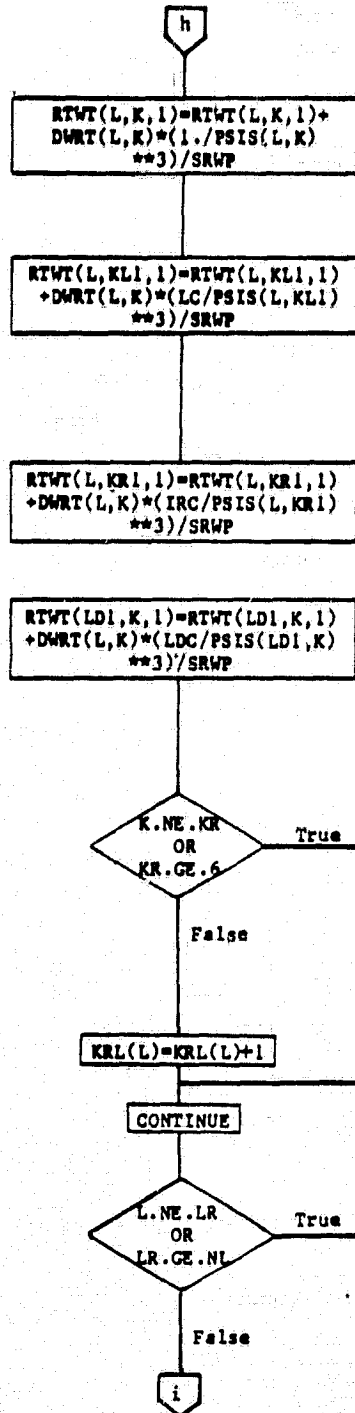 h
RTWT(L,K,1)=RTWT(L,K,1)+
DWRT(L,K)*(1./PSIS(L,K)
**3)/SRWP
RTWT(L,KL1,1)=RTWT(L,KL1,1)
+DWRT(L,K)*(LC/PSIS(L,KL1)
**3)/SRWP
RTWT(L,KR1,1)=RTWT(L,KR1,1)
+DWRT(L,K)*(IRC/PSIS(L,KR1)
**3)/SRWP
RTWT(LD1,K,1)=RTWT(LD1,K,1)
+DWRT(L,K)*(LDC/PSIS(LD1,K)
**3)/SRWP
K.NE.KR
OR
KR.GE.6
True
False
KRL(L)=KRL(L)+1
CONTINUE
L.NE.LR
OR
LR.GE.NL
True
False
i